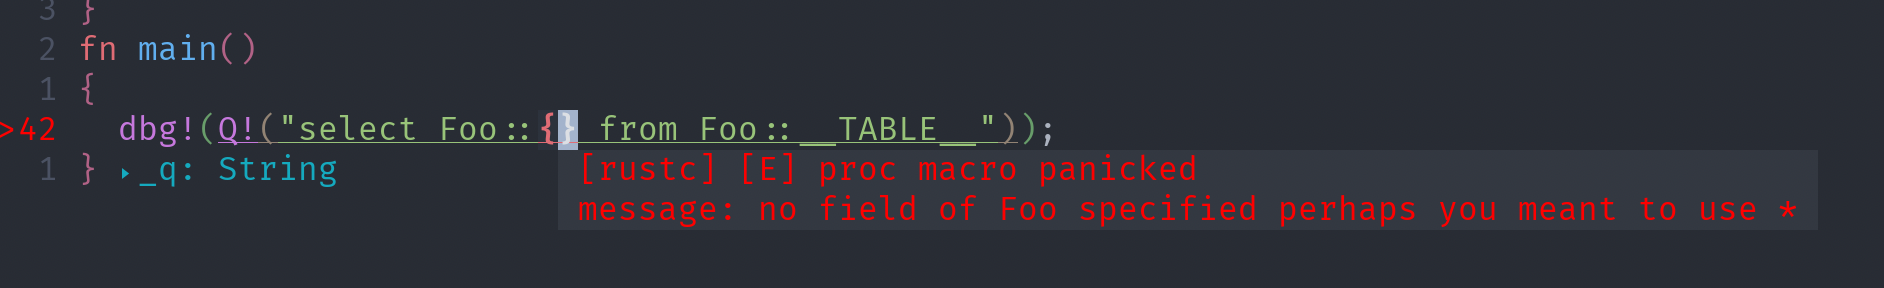 3 }
2 fn main()
1 {
>42 dbg!(Q!("select Foo::{} from Foo::__TABLE__"));
1 } ▸_q: String
[rustc] [E] proc macro panicked
message: no field of Foo specified perhaps you meant to use *